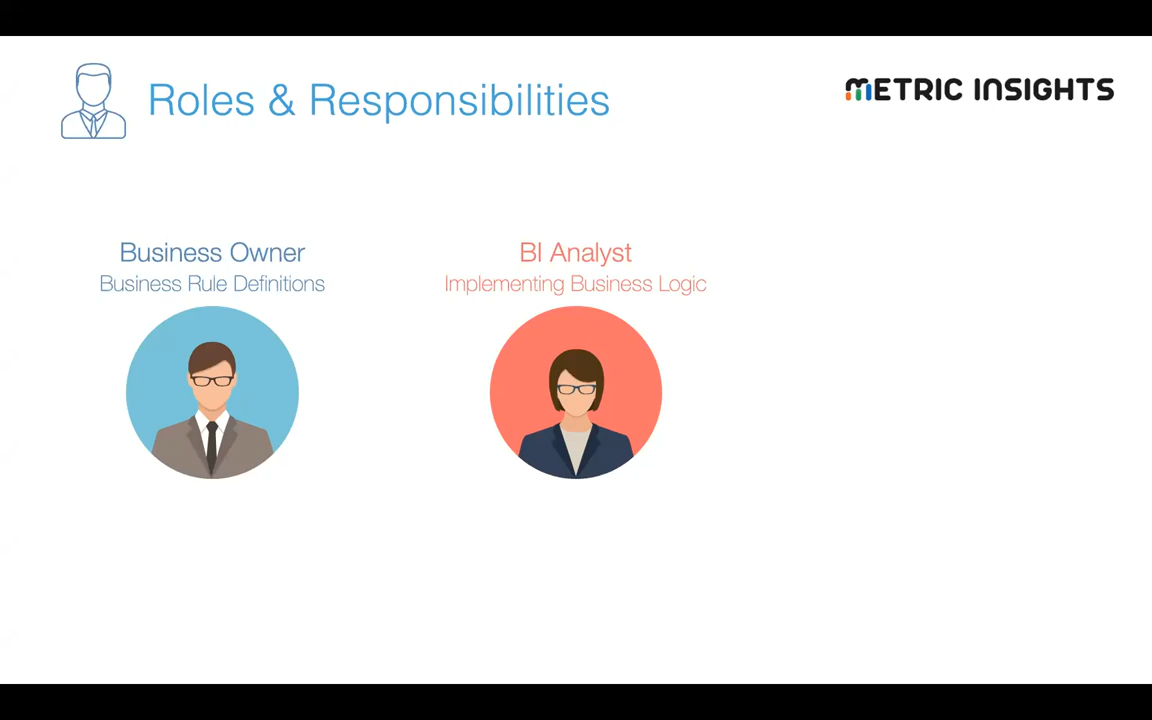 Roles & Responsibilities
METRIC INSIGHTS
Business Owner
Business Rule Definitions
BI Analyst
Implementing Business Logic